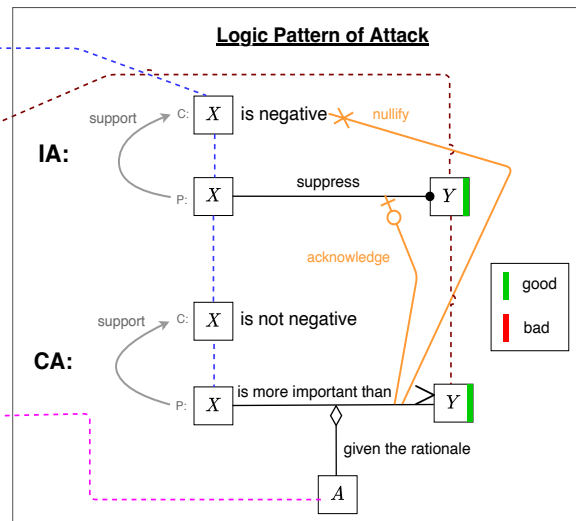 Logic Pattern of Attack
C: X is negative
nullify
support
IA:
suppress
P: X Y
acknowledge
good
bad
C: X is not negative
support
CA:
is more important than
P: X Y
given the rationale
A